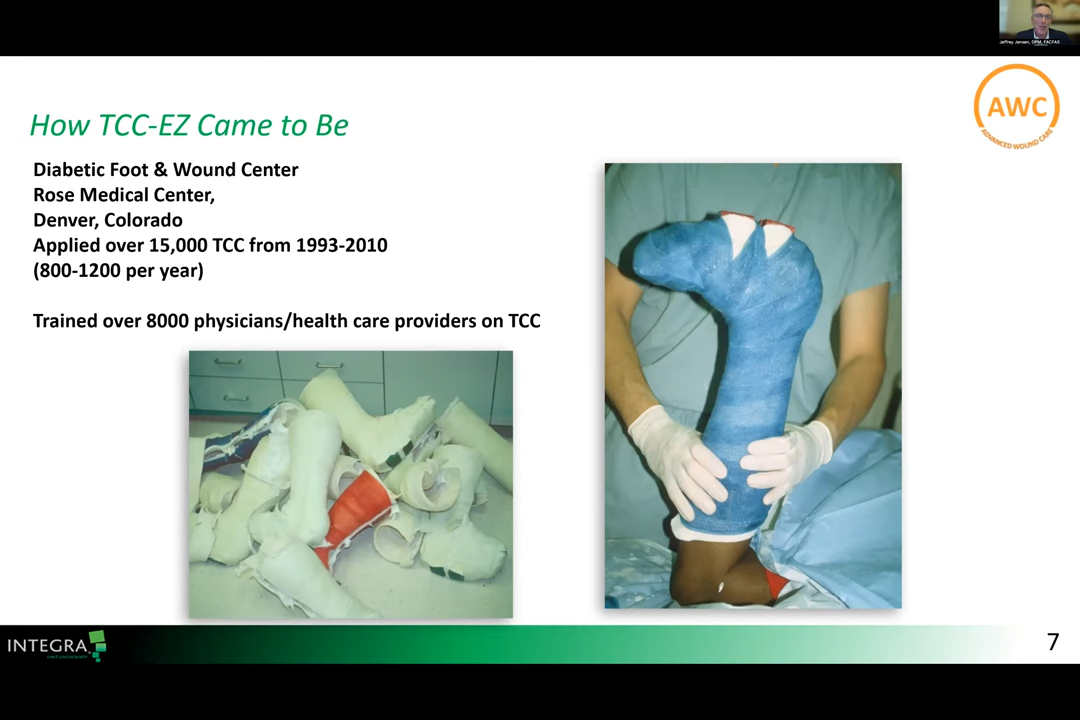 Jeffrey Jensen, DPM, FACFAS
AWC
ADVANCED WOUND CARE
How TCC-EZ Came to Be
Diabetic Foot & Wound Center
Rose Medical Center,
Denver, Colorado
Applied over 15,000 TCC from 1993-2010
(800-1200 per year)
Trained over 8000 physicians/health care providers on TCC
INTEGRA
LIMIT UNCERTAINTY
7